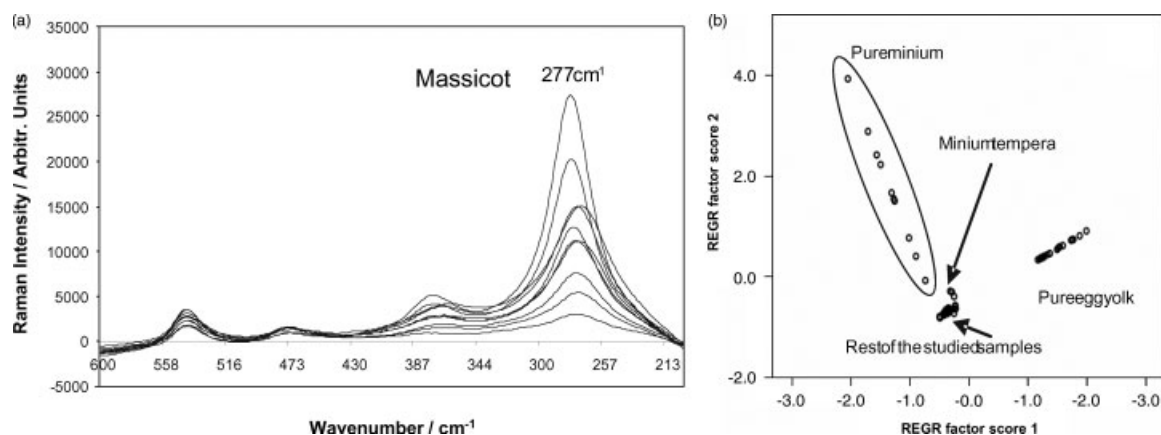 (a)
35000
30000
25000
20000
15000
10000
5000
0
-5000
Raman Intensity / Arbitr. Units
Massicot 277cm¹
600 558 516 473 430 387 344 300 257 213
Wavenumber / cm⁻¹
(b)
4.0
2.0
0.0
-2.0
REGR factor score 2
Pureminium
Miniumtempera
Pureeggyolk
Restofthestudiedsamples
-3.0 -2.0 -1.0 -0.0 -1.0 -2.0 -3.0
REGR factor score 1